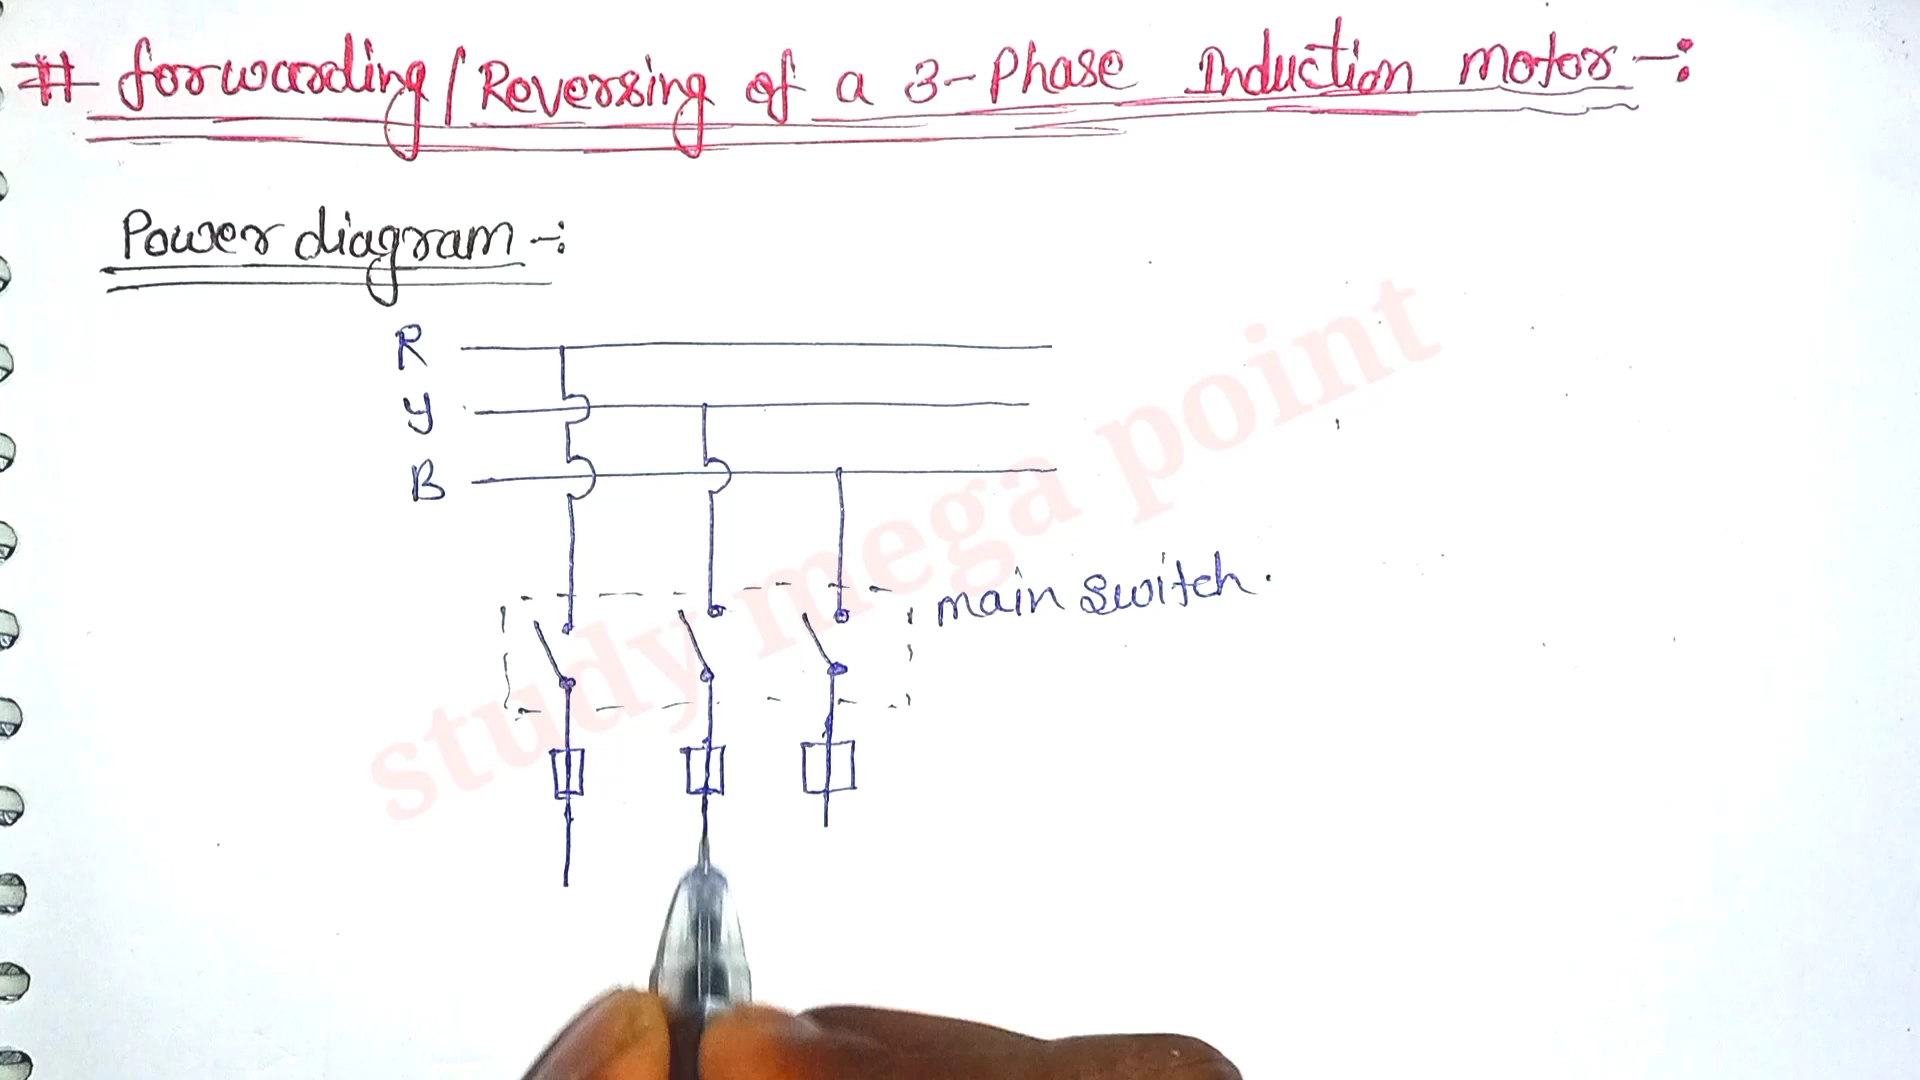 # forwarding/Reversing of a 3-Phase Induction motor-:
Power diagram-:
R
Y
B
main switch.
study mega point